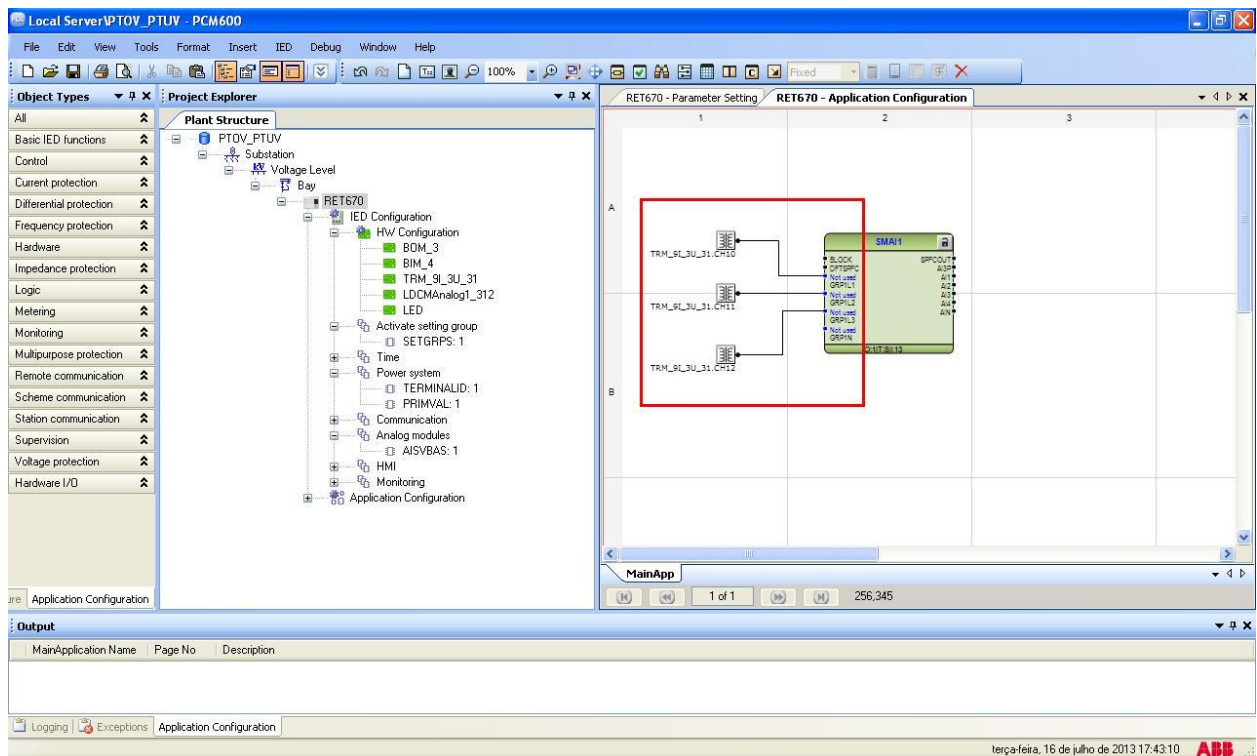 Local Server\PTOV_PTUV - PCM600
File Edit View Tools Format Insert IED Debug Window Help
100% Fixed
Object Types
All
Basic IED functions
Control
Current protection
Differential protection
Frequency protection
Hardware
Impedance protection
Logic
Metering
Monitoring
Multipurpose protection
Remote communication
Scheme communication
Station communication
Supervision
Voltage protection
Hardware I/O
ure Application Configuration
Project Explorer
Plant Structure
PTOV_PTUV
Substation
Voltage Level
Bay
RET670
IED Configuration
HW Configuration
BOM_3
BIM_4
TRM_9I_3U_31
LDCMAnalog1_312
LED
Activate setting group
SETGRPS: 1
Time
Power system
TERMINALID: 1
PRIMVAL: 1
Communication
Analog modules
AISVBAS: 1
HMI
Monitoring
Application Configuration
RET670 - Parameter Setting RET670 - Application Configuration
1 2 3
A
B
TRM_9I_3U_31.CH10
TRM_9I_3U_31.CH11
TRM_9I_3U_31.CH12
SMAI1
BLOCK SPFCOUT
DFTSPFC AI3P
Not used AI1
GRP1L1 AI2
Not used AI3
GRP1L2 AI4
Not used AIN
GRP1L3
Not used
GRP1N
MainApp
1 of 1 256,345
Output
MainApplication Name Page No Description
Logging Exceptions Application Configuration
terça-feira, 16 de julho de 2013 17:43:10 ABB